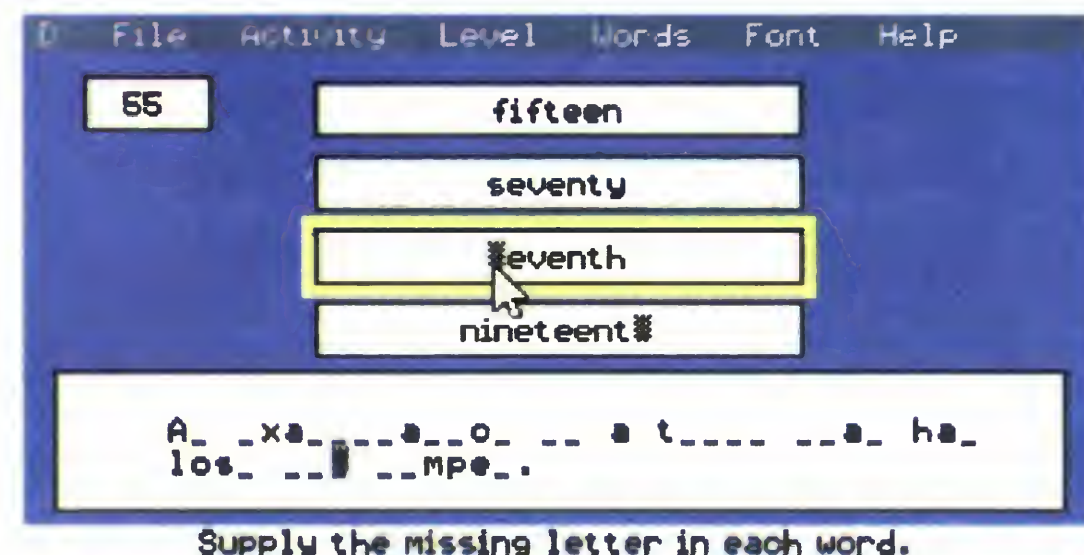 D File Activity Level Words Font Help
55
fifteen
seventy
eventh
nineteent
A_ _xa_ _ _ _a_ _o_ _ _ a t_ _ _ _ _ _a_ ha_
los_ _ _ _ _mpe_.
Supply the missing letter in each word.